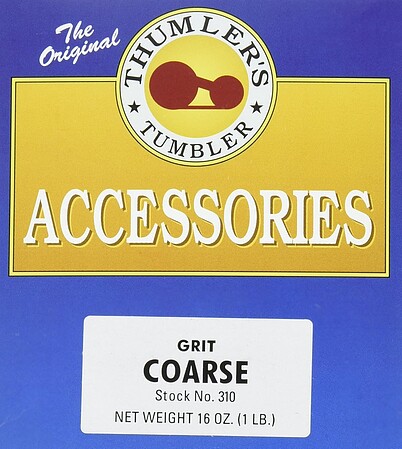 The
Original
THUMLER'S
★ TUMBLER ★
ACCESSORIES
GRIT
COARSE
Stock No. 310
NET WEIGHT 16 OZ. (1 LB.)